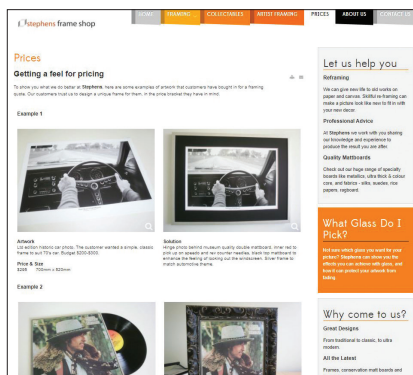 stephens frame shop
HOME
FRAMING
COLLECTABLES
ARTIST FRAMING
PRICES
ABOUT US
CONTACT US
Prices
Getting a feel for pricing
To show you what we do better at Stephens, here are some examples of artwork that customers have bought in for a framing
quote. Our customers trust us to design a unique frame for them, in the price bracket they have in mind.
Example 1
Artwork
Ltd edition historic car photo. The customer wanted a simple, classic
frame to suit 70's car. Budget $200-$300.
Price & Size
700mm x 525mm
Solution
Hinge photo behind museum quality double mattboard, inner red to
pick up on speedo and rev counter needles, black top mattboard to
enhance the feeling of looking out the windscreen. Silver frame to
match automotive theme.
Example 2
Let us help you
Reframing
We can give new life to old works on
paper and canvas. Skillful re-framing can
make a picture look like new to fit in with
your new decor.
Professional Advice
At Stephens we work with you sharing
our knowledge and experience to
produce the result you are after.
Quality Mattboards
Check out our huge range of specialty
boards like metallics, ultra thick & colour
core, and fabrics - silks, suedes, rice
papers, ragboard.
What Glass Do I
Pick?
Not sure which glass you want for your
picture? Stephens can show you the
effects you can achieve with glass, and
how it can protect your artwork from
fading.
Why come to us?
Great Designs
From traditional to classic, to ultra
modern.
All the Latest
Frames, conservation matt boards and